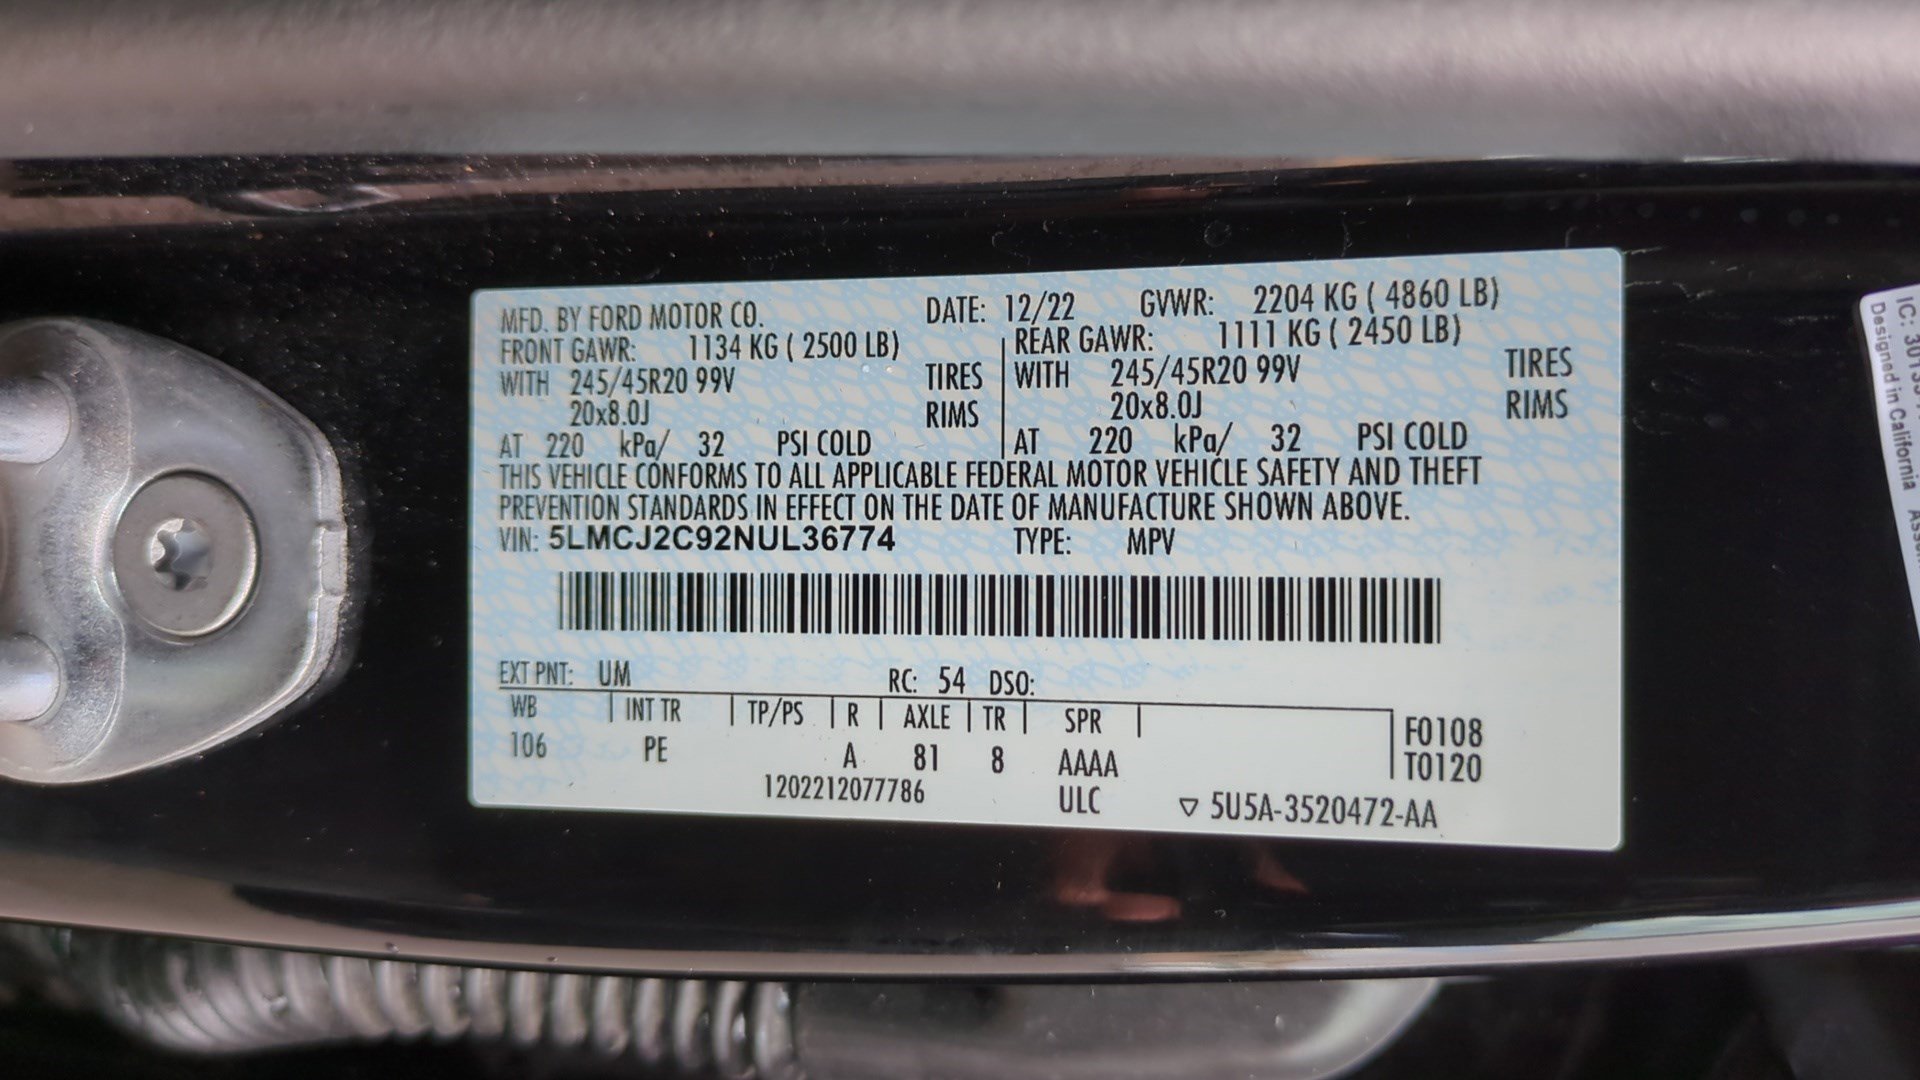 MFD. BY FORD MOTOR CO. DATE: 12/22 GVWR: 2204 KG ( 4860 LB)
FRONT GAWR: 1134 KG ( 2500 LB) REAR GAWR: 1111 KG ( 2450 LB)
WITH 245/45R20 99V TIRES WITH 245/45R20 99V TIRES
20x8.0J RIMS 20x8.0J RIMS
AT 220 kPa/ 32 PSI COLD AT 220 kPa/ 32 PSI COLD
THIS VEHICLE CONFORMS TO ALL APPLICABLE FEDERAL MOTOR VEHICLE SAFETY AND THEFT
PREVENTION STANDARDS IN EFFECT ON THE DATE OF MANUFACTURE SHOWN ABOVE.
VIN: 5LMCJ2C92NUL36774 TYPE: MPV
EXT PNT: UM RC: 54 DSO:
WB INT TR TP/PS R AXLE TR SPR F0108
106 PE A 81 8 AAAA T0120
1202212077786 ULC ▽ 5U5A-3520472-AA
IC:
Designed in California